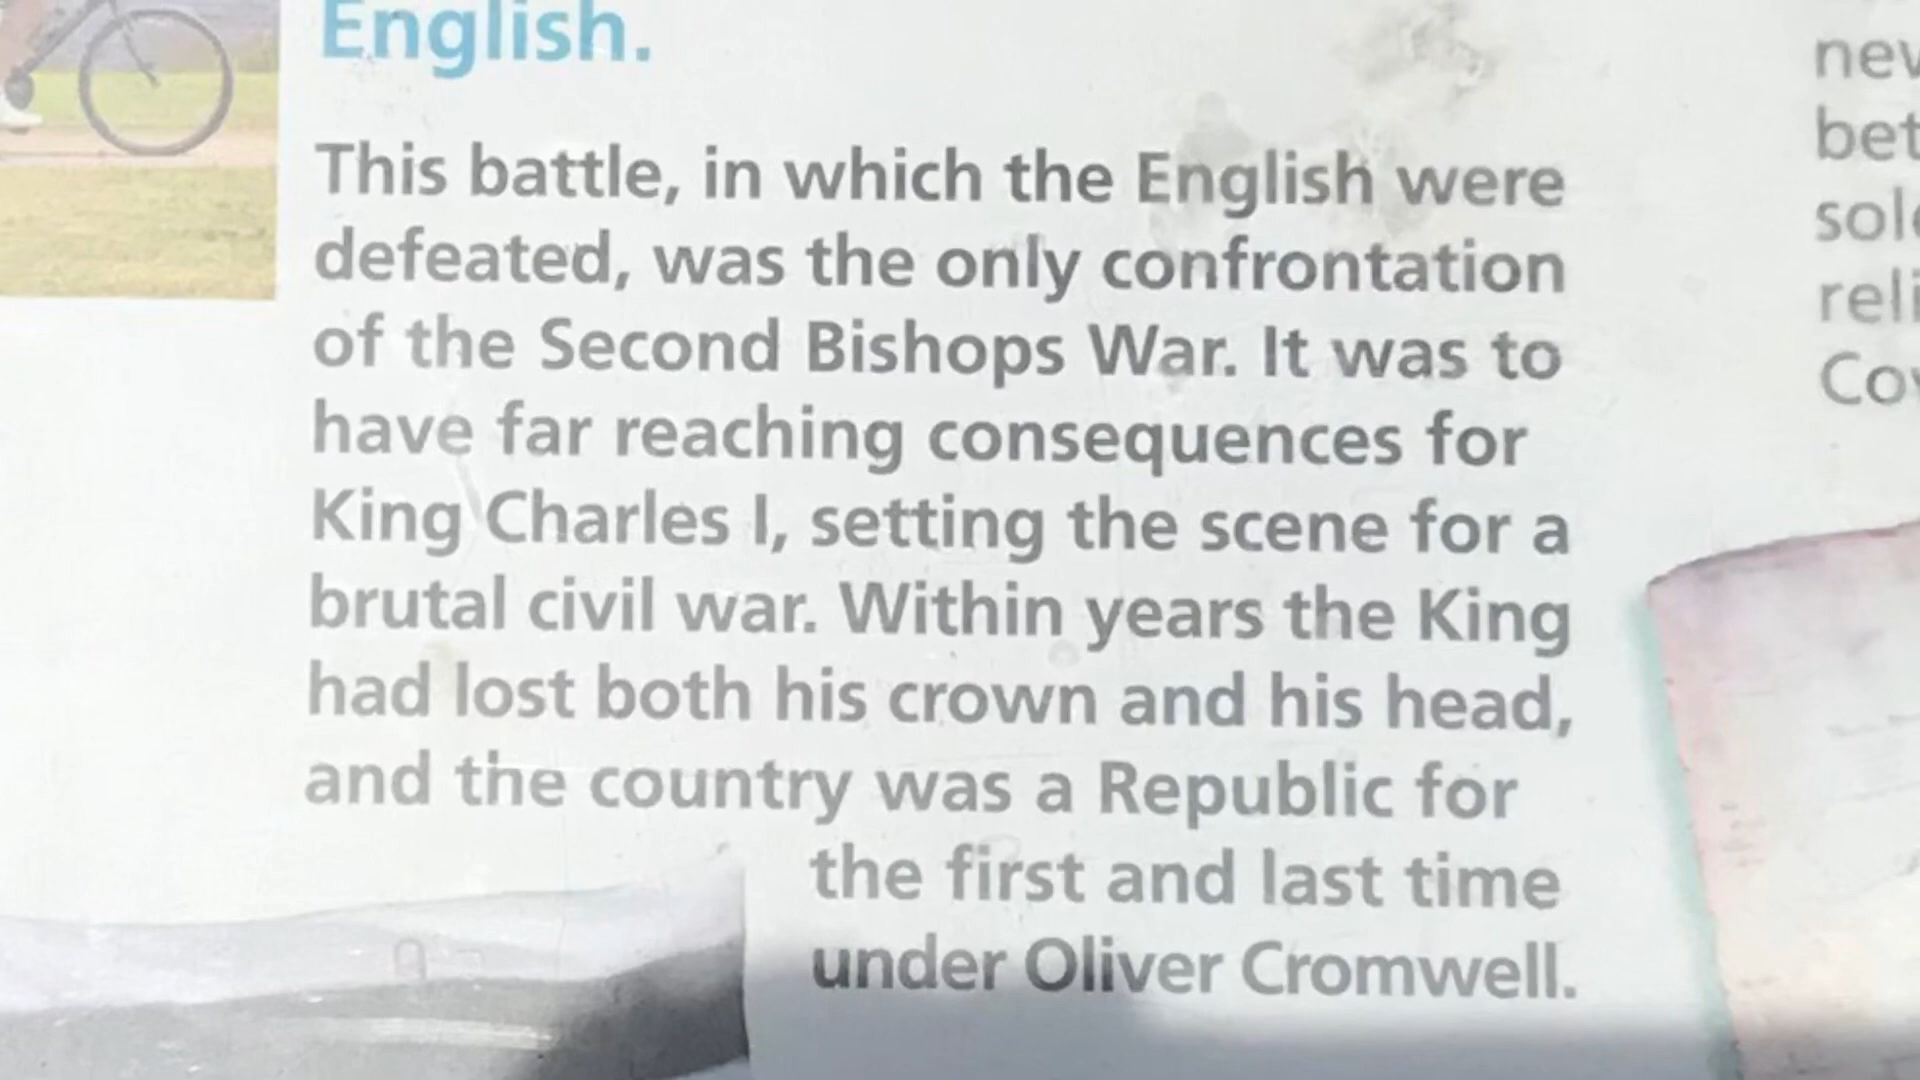 English.
This battle, in which the English were
defeated, was the only confrontation
of the Second Bishops War. It was to
have far reaching consequences for
King Charles I, setting the scene for a
brutal civil war. Within years the King
had lost both his crown and his head,
and the country was a Republic for
the first and last time
under Oliver Cromwell.